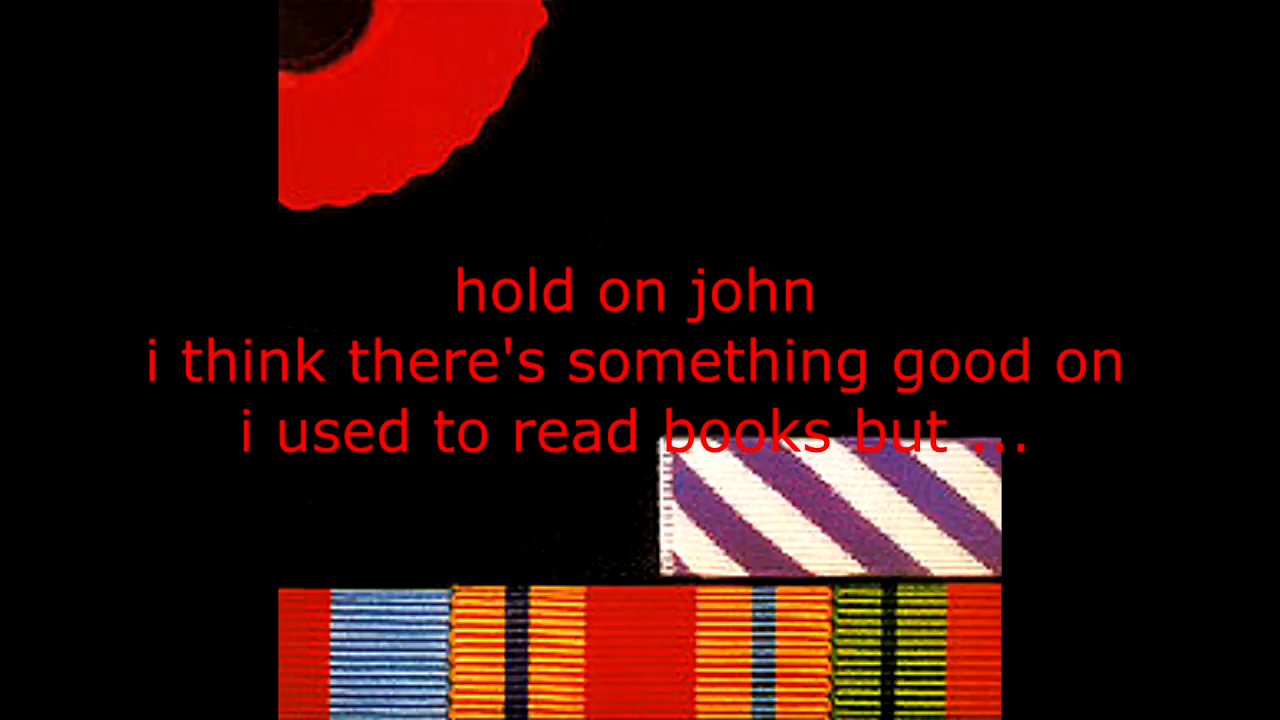 hold on john
i think there's something good on
i used to read books but ...